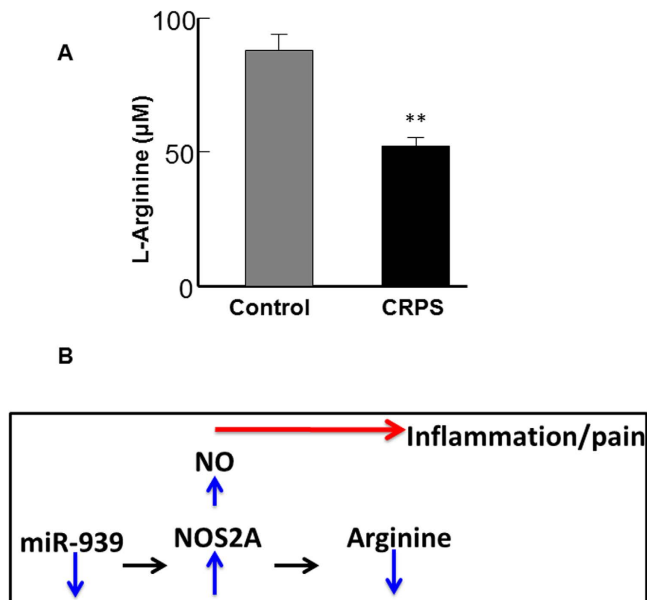 A
100
50
0
L-Arginine (μM)
**
Control CRPS
B
Inflammation/pain
NO
miR-939 NOS2A Arginine